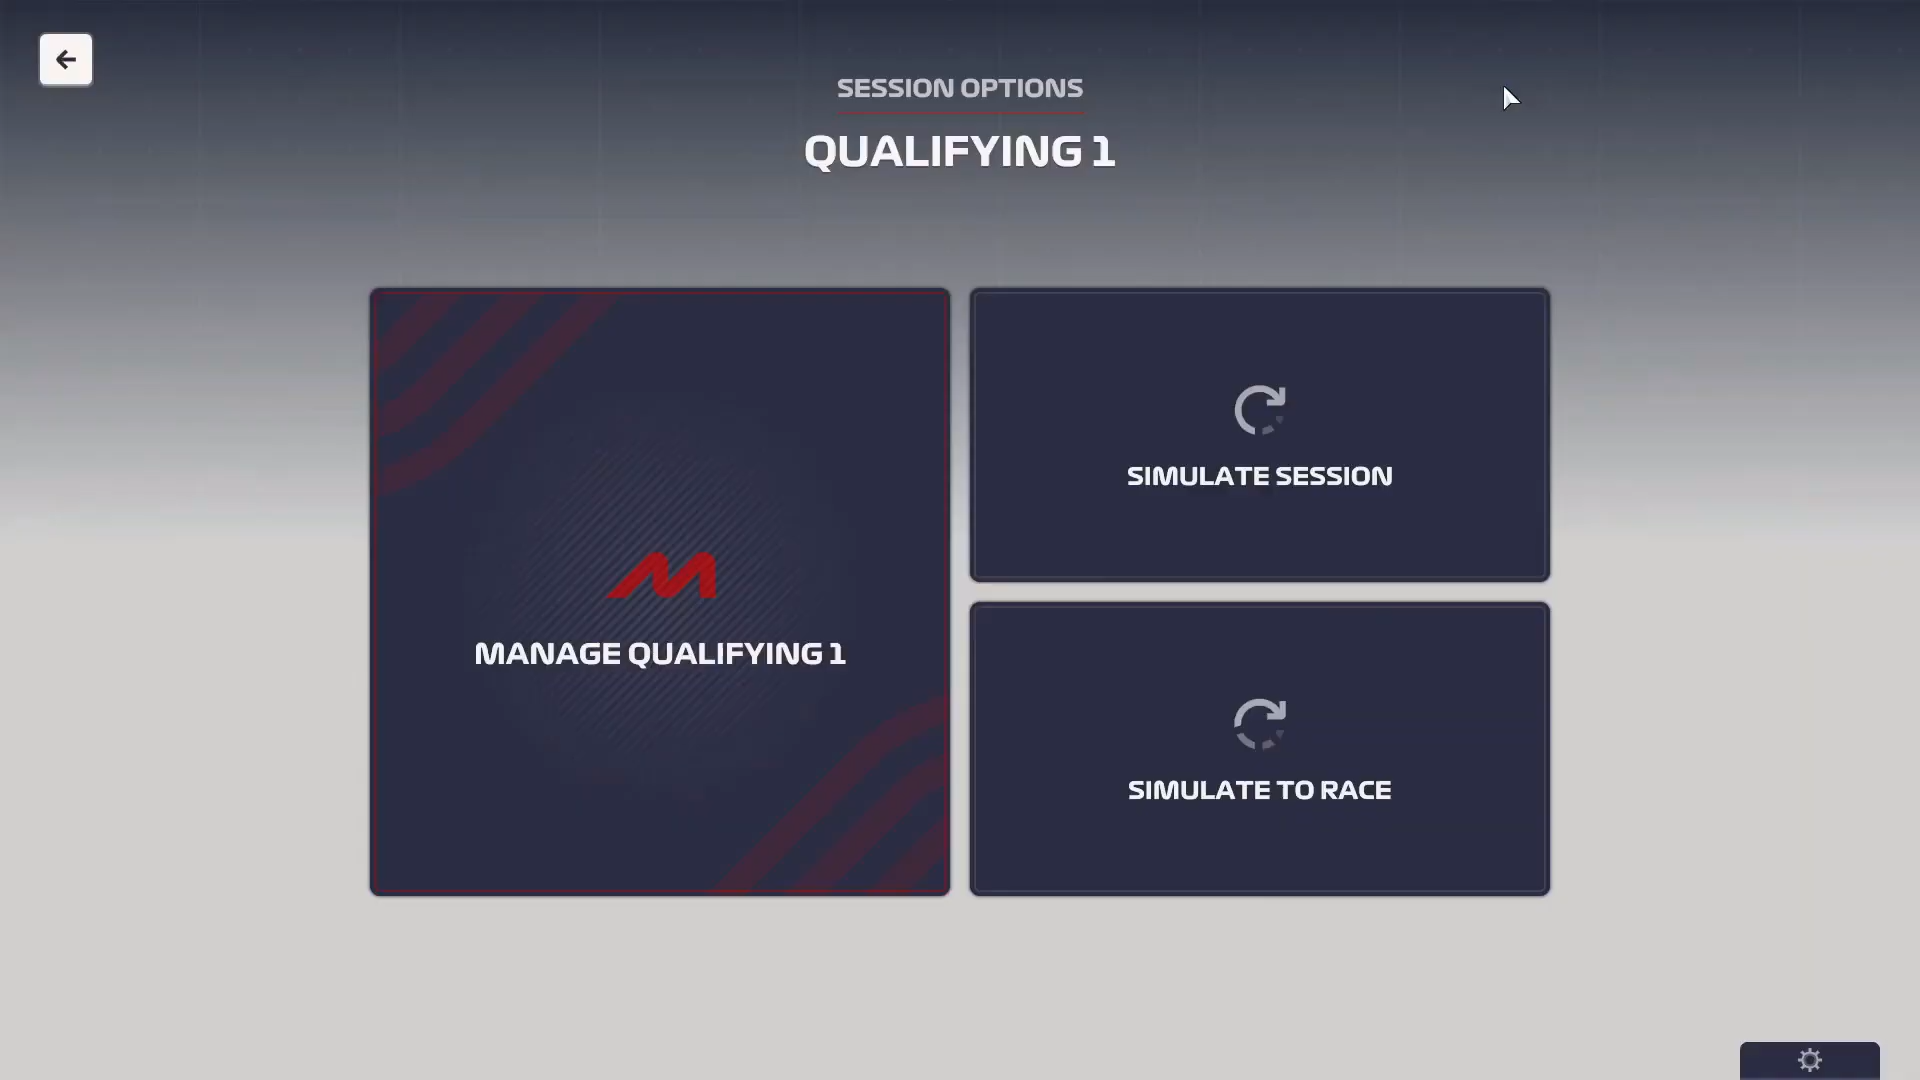 SESSION OPTIONS
QUALIFYING 1
MANAGE QUALIFYING 1
SIMULATE SESSION
SIMULATE TO RACE